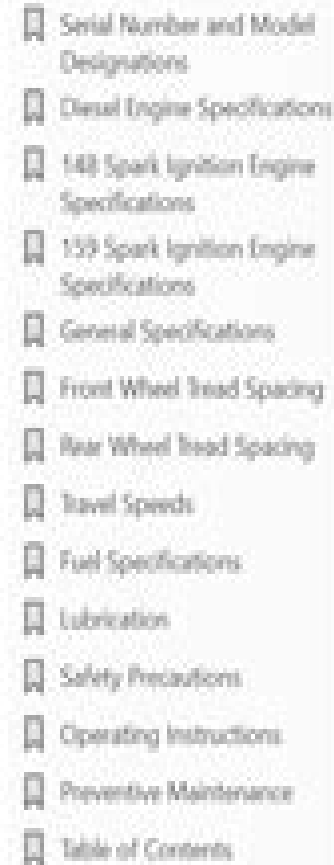 Serial Number and Model
Designations
Diesel Engine Specifications
148 Spark Ignition Engine
Specifications
159 Spark Ignition Engine
Specifications
General Specifications
Front Wheel Tread Spacing
Rear Wheel Tread Spacing
Travel Speeds
Fuel Specifications
Lubrication
Safety Precautions
Operating Instructions
Preventive Maintenance
Table of Contents